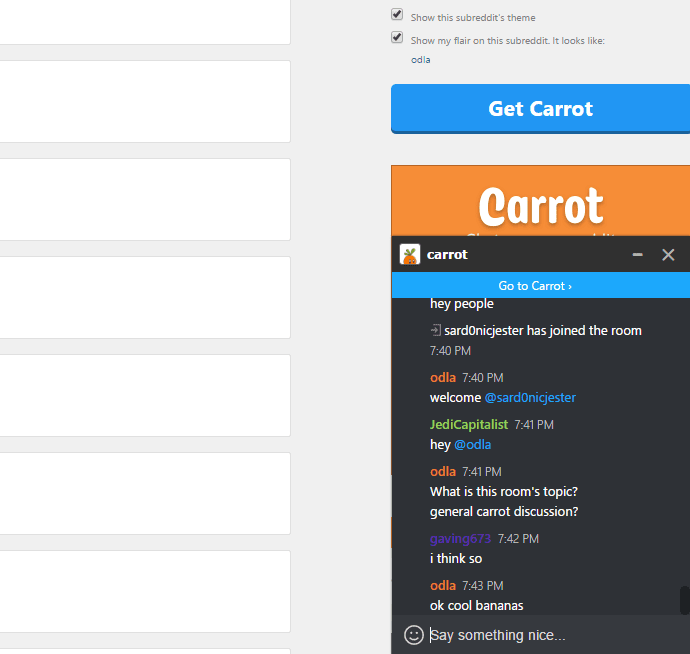 Show this subreddit's theme
Show my flair on this subreddit. It looks like:
odla
Get Carrot
Carrot
carrot
Go to Carrot ›
hey people
sard0nicjester has joined the room
7:40 PM
odla 7:40 PM
welcome @sard0nicjester
JediCapitalist 7:41 PM
hey @odla
odla 7:41 PM
What is this room's topic?
general carrot discussion?
gaving673 7:42 PM
i think so
odla 7:43 PM
ok cool bananas
Say something nice...